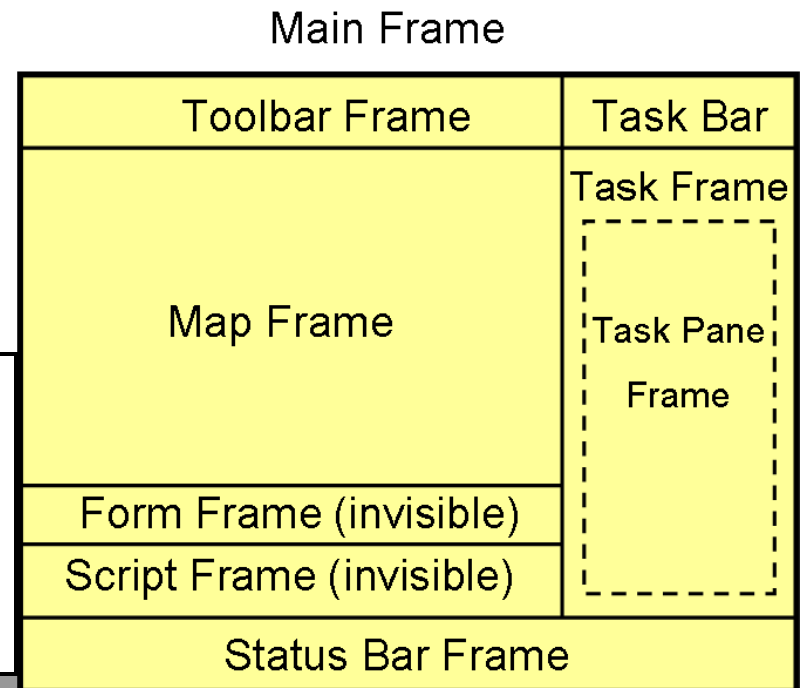 Main Frame
Toolbar Frame
Task Bar
Task Frame
Map Frame
Task Pane
Frame
Form Frame (invisible)
Script Frame (invisible)
Status Bar Frame